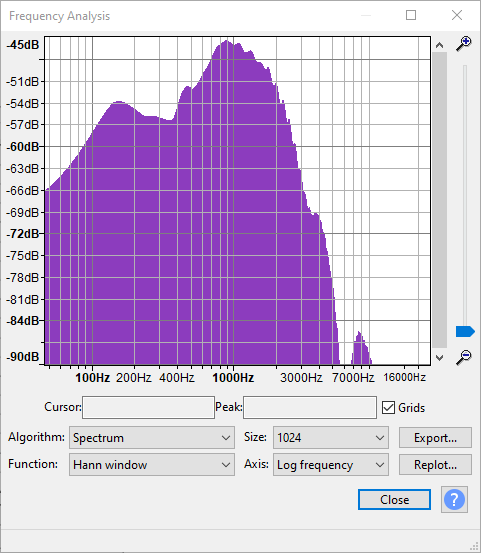 Frequency Analysis
-45dB
-51dB
-54dB
-57dB
-60dB
-63dB
-66dB
-69dB
-72dB
-75dB
-78dB
-81dB
-84dB
-90dB
100Hz 200Hz 400Hz 1000Hz 3000Hz 70000Hz 16000Hz
Cursor: Peak: Grids
Algorithm: Spectrum Size: 1024 Export...
Function: Hann window Axis: Log frequency Replot...
Close ?